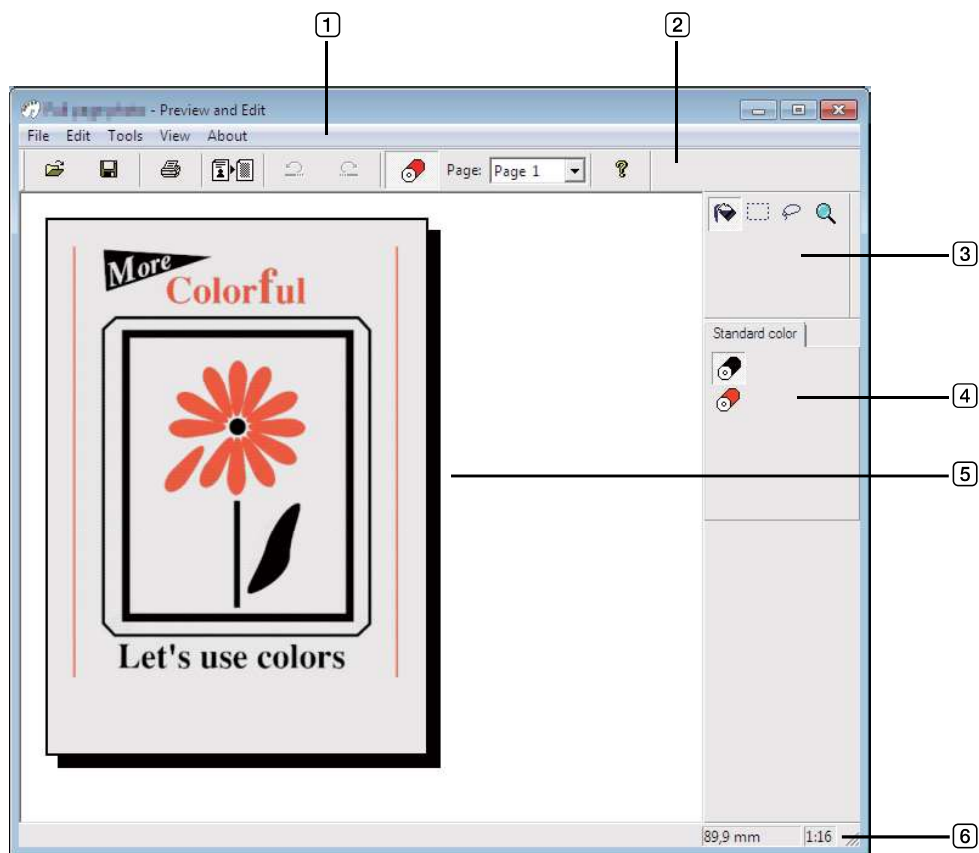 1
2
- Preview and Edit
File Edit Tools View About
Page: Page 1
?
3
Standard color
More
Colorful
4
5
Let's use colors
89,9 mm 1:16
6